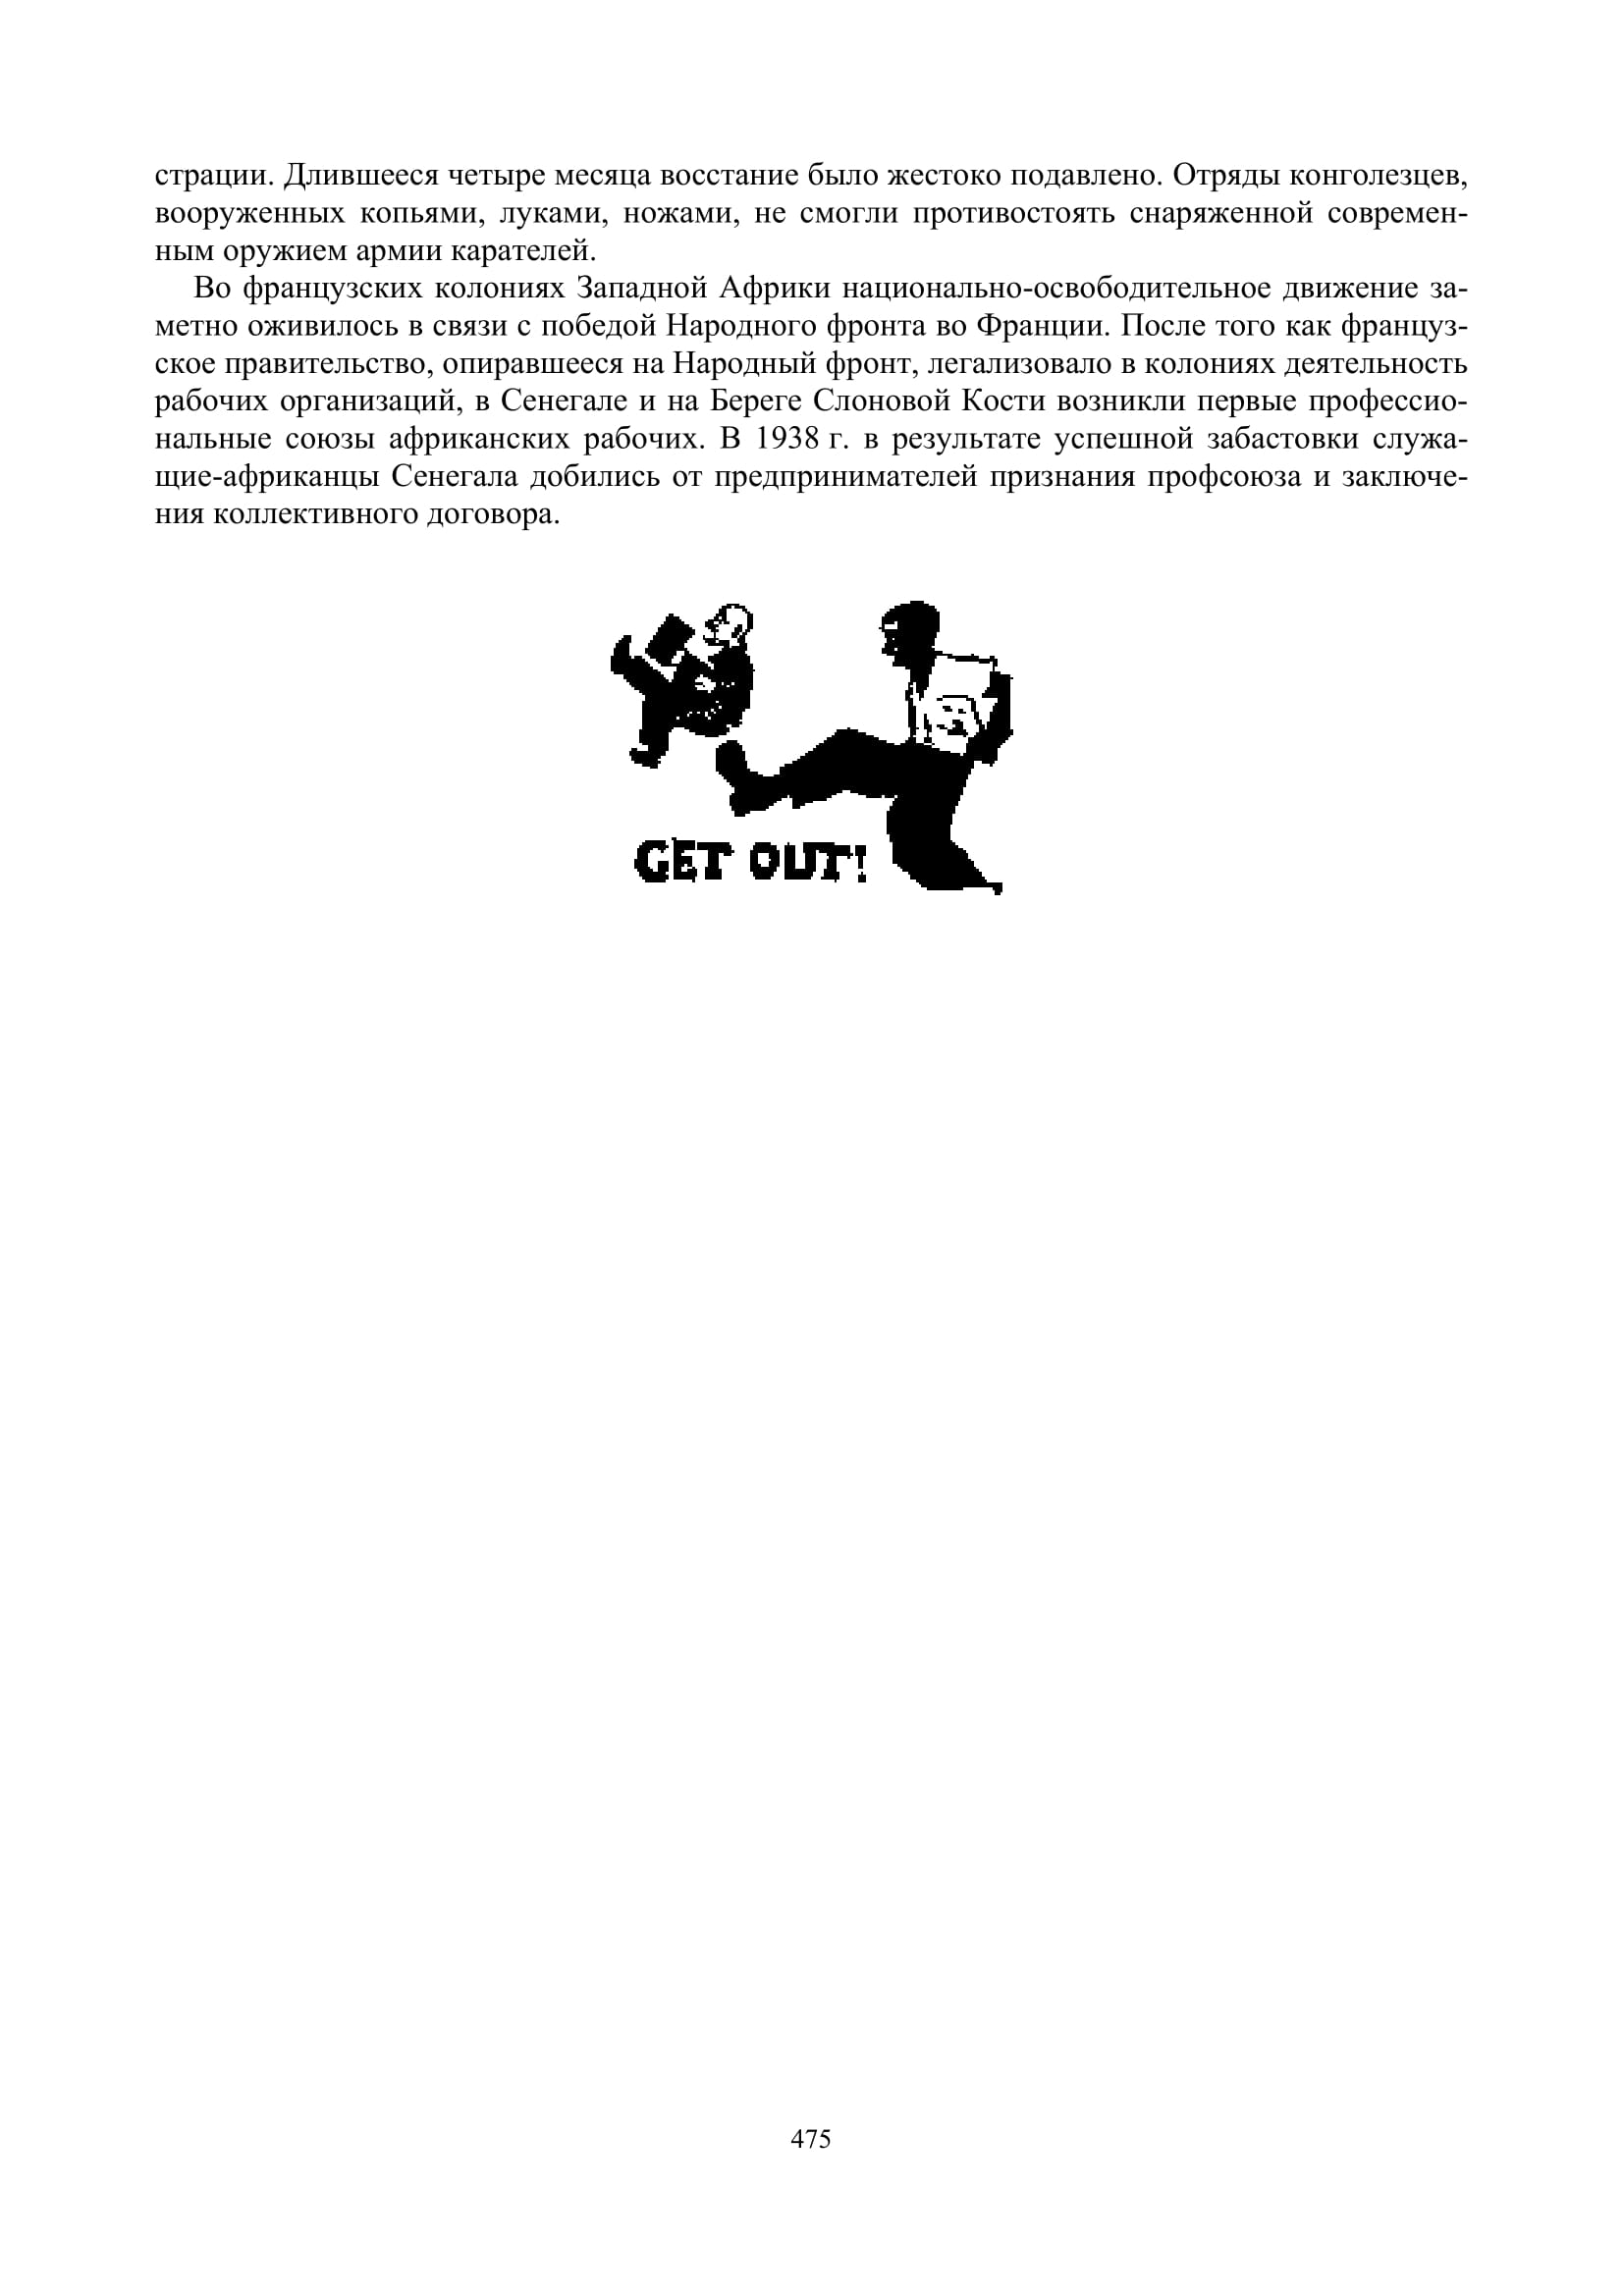 страции. Длившееся четыре месяца восстание было жестоко подавлено. Отряды конголезцев,
вооруженных копьями, луками, ножами, не смогли противостоять снаряженной современ-
ным оружием армии карателей.
Во французских колониях Западной Африки национально-освободительное движение за-
метно оживилось в связи с победой Народного фронта во Франции. После того как француз-
ское правительство, опиравшееся на Народный фронт, легализовало в колониях деятельность
рабочих организаций, в Сенегале и на Береге Слоновой Кости возникли первые профессио-
нальные союзы африканских рабочих. В 1938 г. в результате успешной забастовки служа-
щие-африканцы Сенегала добились от предпринимателей признания профсоюза и заключе-
ния коллективного договора.
GET OUT!
475